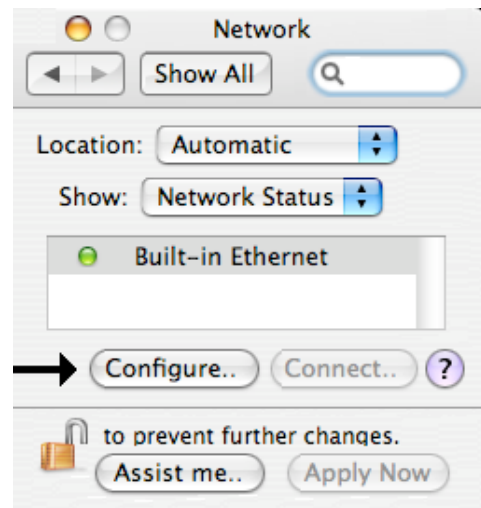 Network
Show All
Location: Automatic
Show: Network Status
Built-in Ethernet
Configure.. Connect.. ?
to prevent further changes.
Assist me.. Apply Now